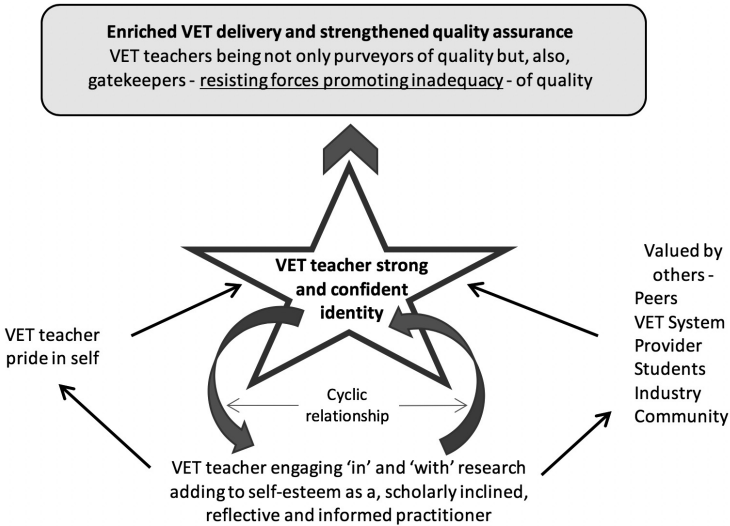 Enriched VET delivery and strengthened quality assurance
VET teachers being not only purveyors of quality but, also,
gatekeepers - resisting forces promoting inadequacy - of quality
VET teacher strong
and confident
identity
VET teacher
pride in self
Valued by
others -
Peers
VET System
Provider
Students
Industry
Community
Cyclic
relationship
VET teacher engaging ‘in’ and ‘with’ research
adding to self-esteem as a, scholarly inclined,
reflective and informed practitioner